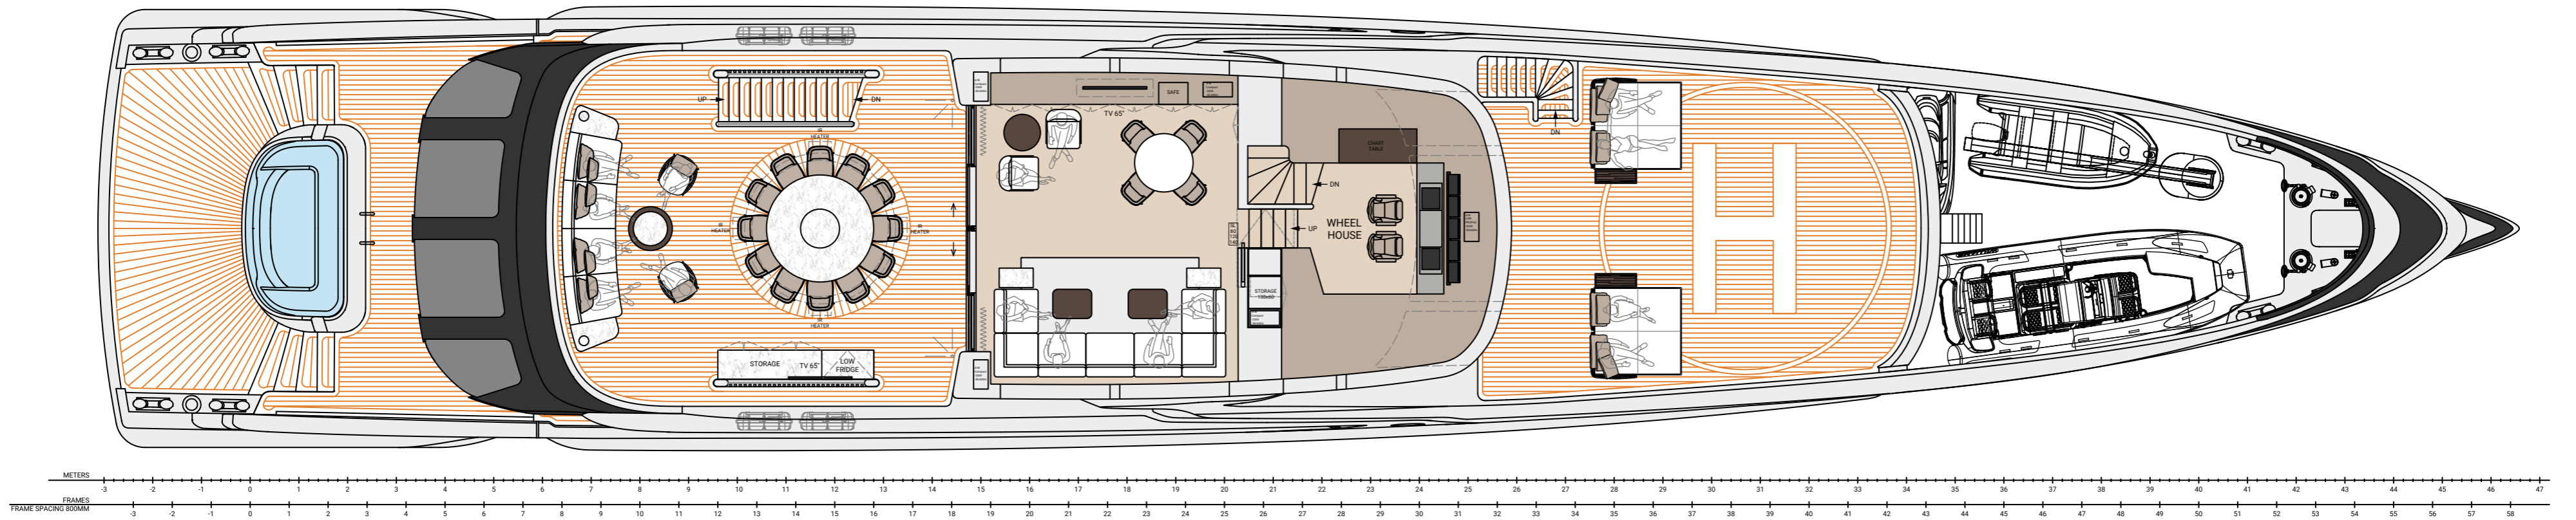 UP
DN
IR
HEATER
IR
HEATER
IR
HEATER
IR
HEATER
STORAGE
TV 65"
LOW
FRIDGE
TV 65"
SAFE
CHART
TABLE
DN
UP
WHEEL
HOUSE
STORAGE
DN
H
METERS
-3 -2 -1 0 1 2 3 4 5 6 7 8 9 10 11 12 13 14 15 16 17 18 19 20 21 22 23 24 25 26 27 28 29 30 31 32 33 34 35 36 37 38 39 40 41 42 43 44 45 46 47
FRAMES
FRAME SPACING 800MM
-3 -2 -1 0 1 2 3 4 5 6 7 8 9 10 11 12 13 14 15 16 17 18 19 20 21 22 23 24 25 26 27 28 29 30 31 32 33 34 35 36 37 38 39 40 41 42 43 44 45 46 47 48 49 50 51 52 53 54 55 56 57 58